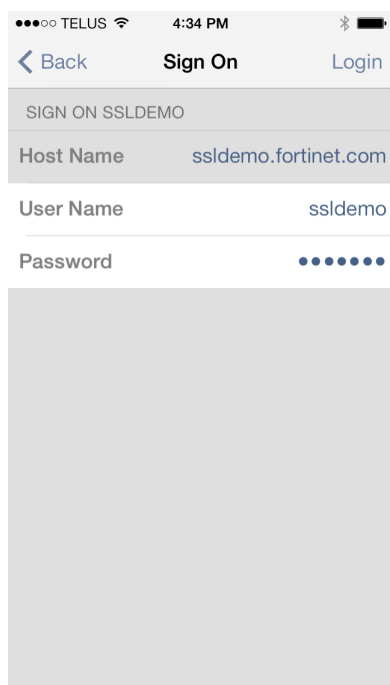 TELUS 4:34 PM
Back Sign On Login
SIGN ON SSLDEMO
Host Name ssldemo.fortinet.com
User Name ssldemo
Password •••••••